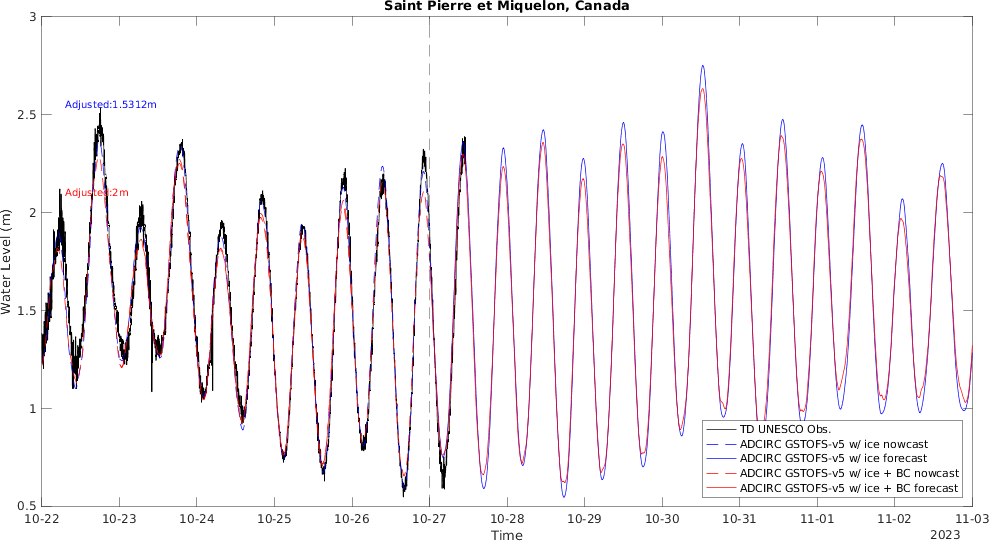 Saint Pierre et Miquelon, Canada
3
2.5
2
1.5
1
0.5
Water Level (m)
Adjusted:1.5312m
Adjusted:2m
TD UNESCO Obs.
ADCIRC GSTOFS-v5 w/ ice nowcast
ADCIRC GSTOFS-v5 w/ ice forecast
ADCIRC GSTOFS-v5 w/ ice + BC nowcast
ADCIRC GSTOFS-v5 w/ ice + BC forecast
10-22 10-23 10-24 10-25 10-26 10-27 10-28 10-29 10-30 10-31 11-01 11-02 11-03
Time
2023